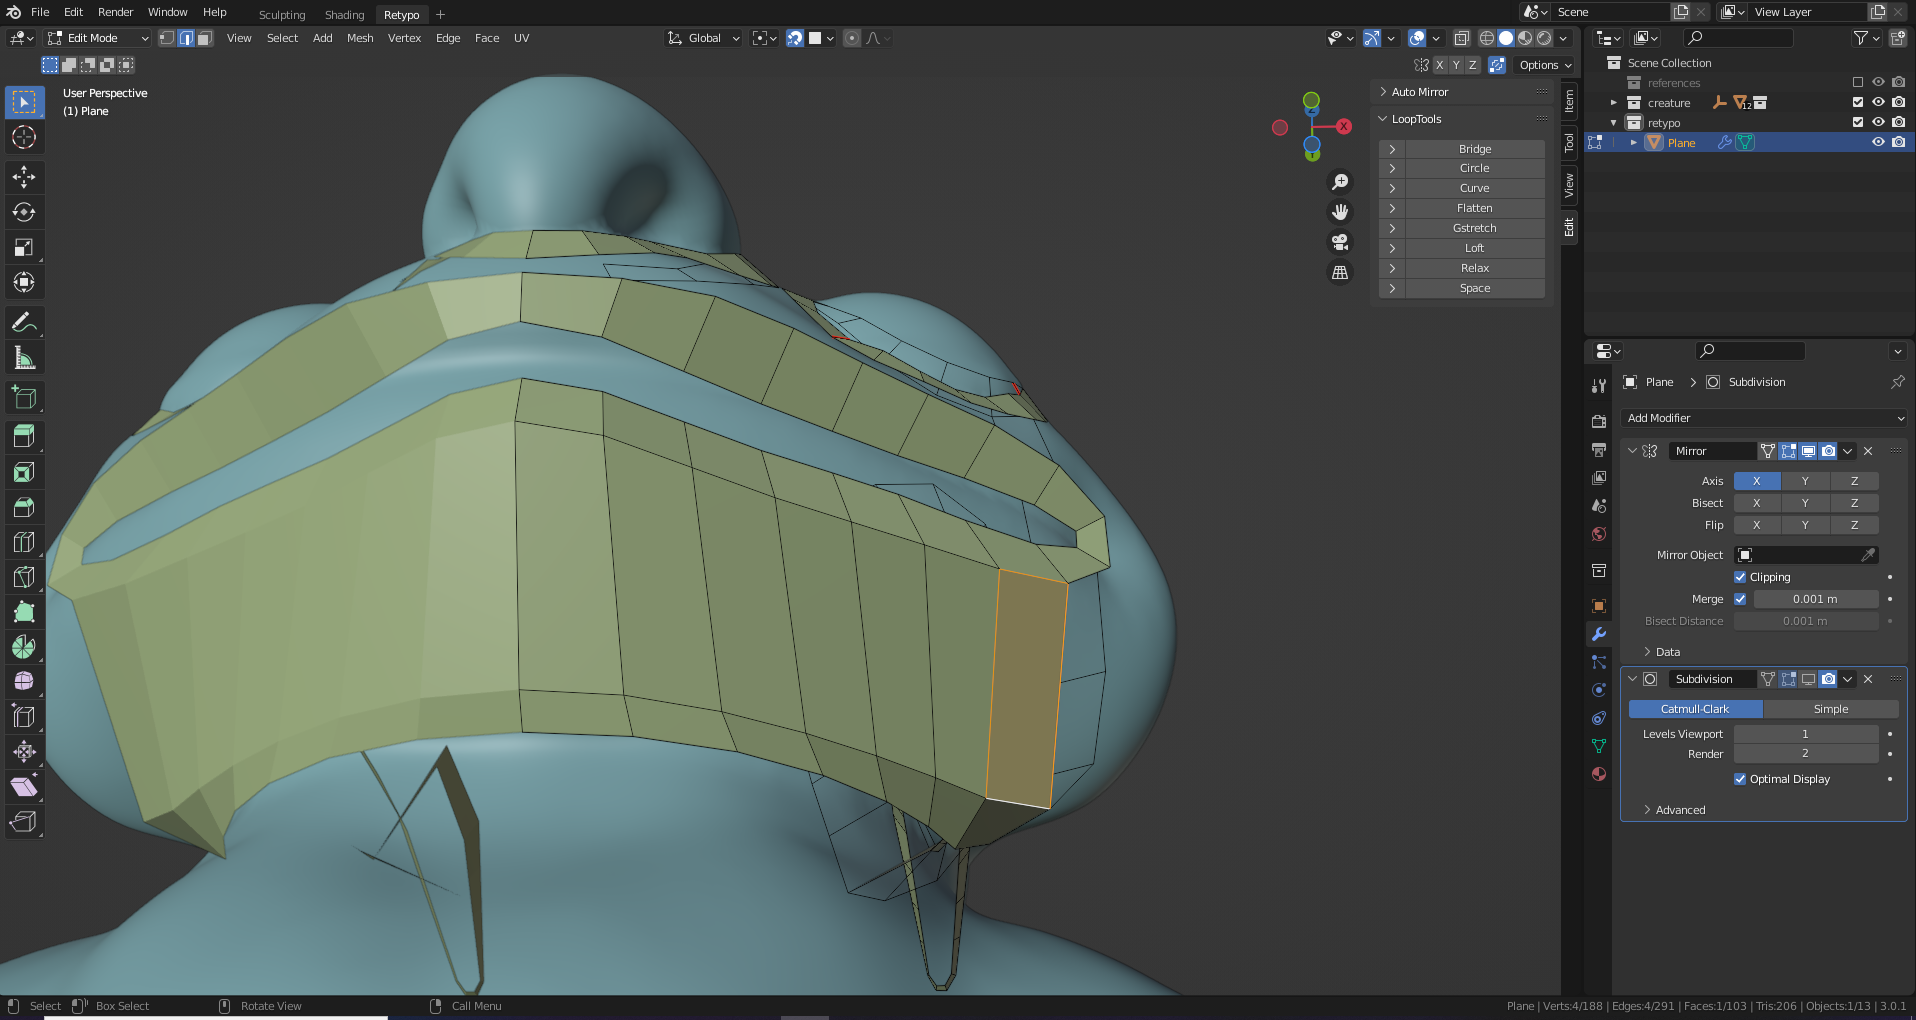 File Edit Render Window Help Sculpting Shading Retypo Scene View Layer
Edit Mode View Select Add Mesh Vertex Edge Face UV Global
X Y Z Options
User Perspective
(1) Plane
Auto Mirror
LoopTools
Bridge
Circle
Curve
Flatten
Gstretch
Loft
Relax
Space
X
Item
Tool
View
Edit
Scene Collection
references
creature 12
retypo
Plane
Plane Subdivision
Add Modifier
Mirror
Axis X Y Z
Bisect X Y Z
Flip X Y Z
Mirror Object
Clipping
Merge 0.001 m
Bisect Distance 0.001 m
Data
Subdivision
Catmull-Clark Simple
Levels Viewport 1
Render 2
Optimal Display
Advanced
Select Box Select Rotate View Call Menu
Plane | Verts:4/188 | Edges:4/291 | Faces:1/103 | Tris:206 | Objects:1/13 | 3.0.1